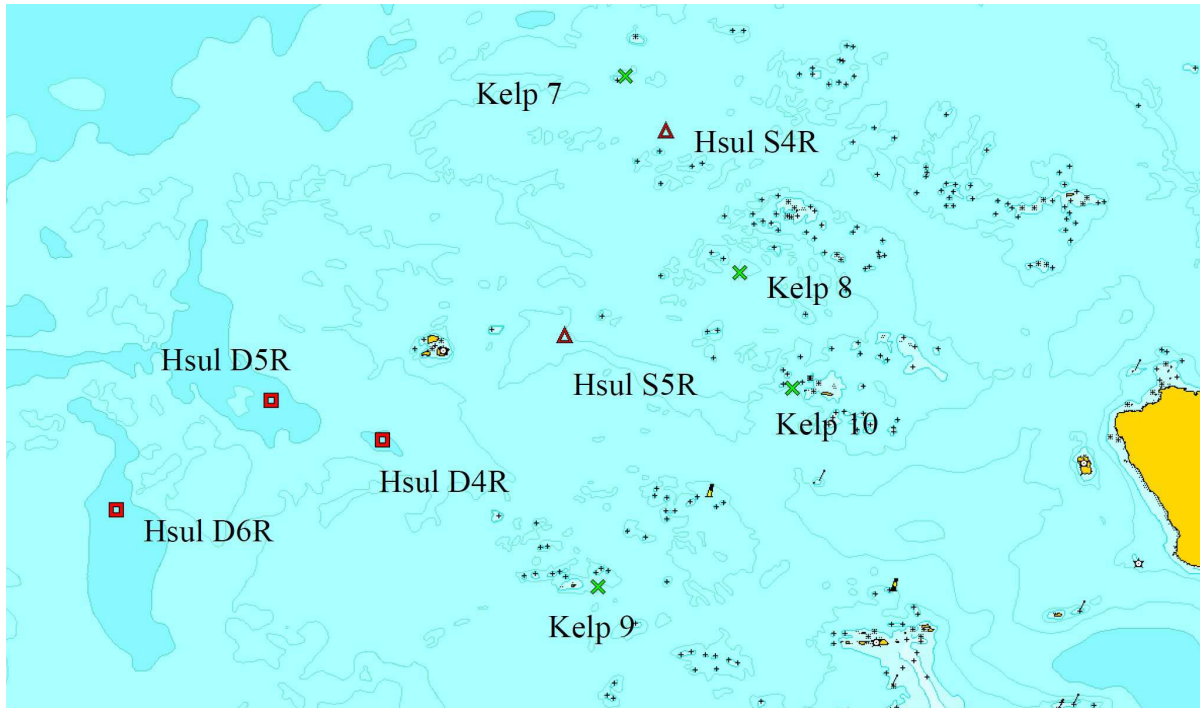 Kelp 7
Hsul S4R
Kelp 8
Hsul D5R
Hsul S5R
Kelp 10
Hsul D4R
Hsul D6R
Kelp 9